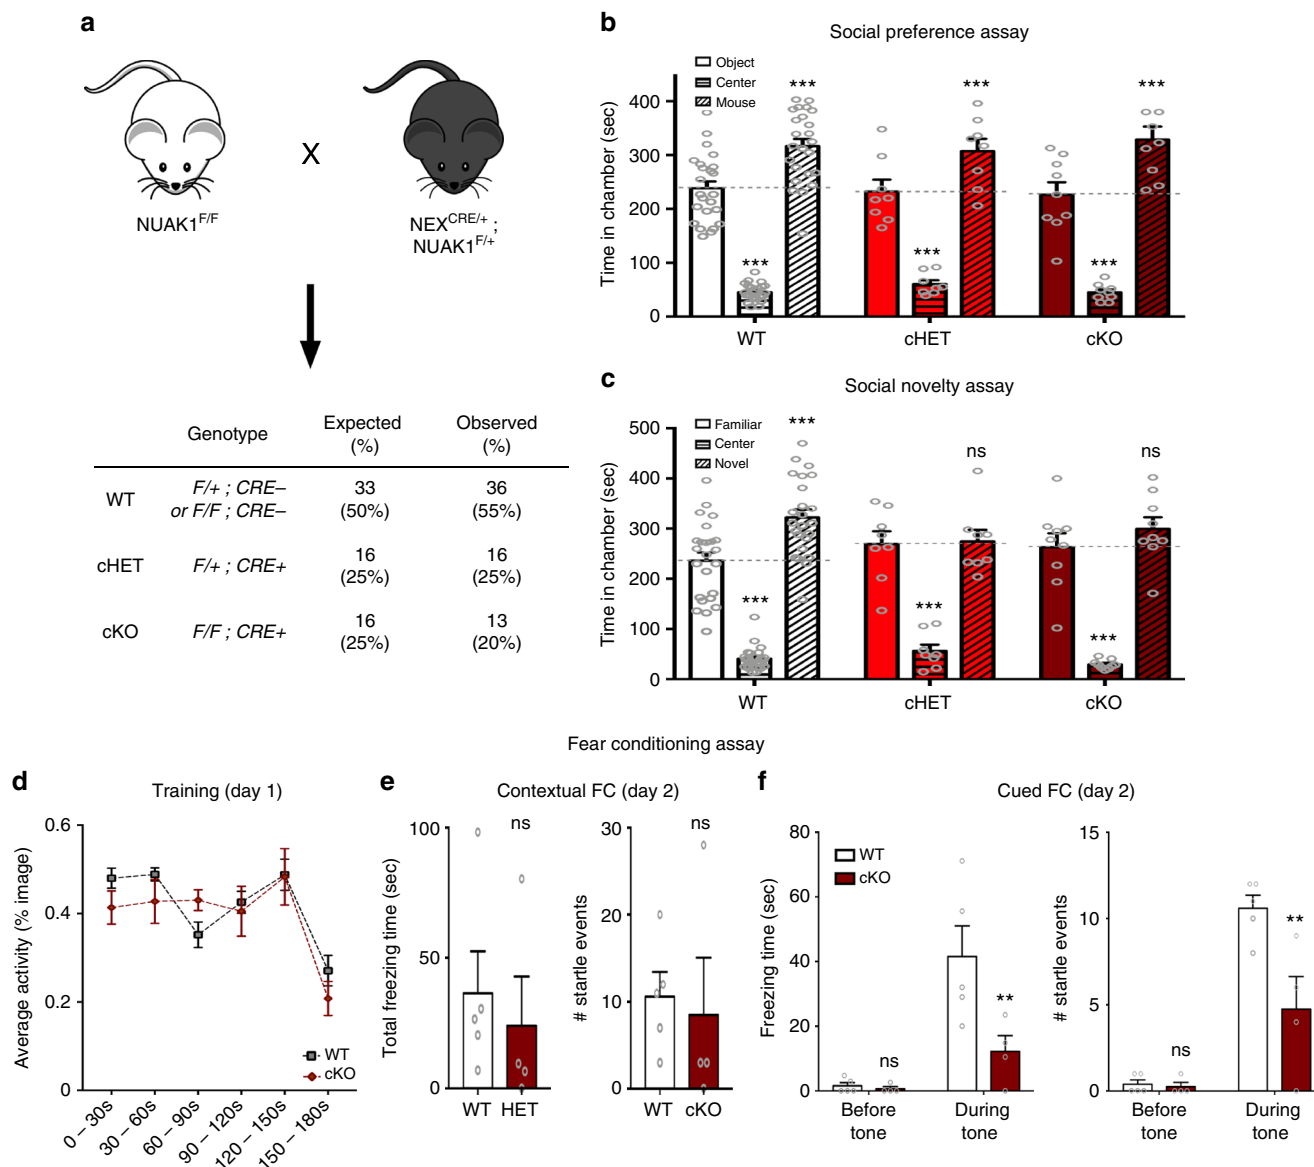 a
X
NUAK1F/F
NEXCRE/+ ;
NUAK1F/+
Genotype
Expected
(%)
Observed
(%)
WT
F/+ ; CRE–
or F/F ; CRE–
33
(50%)
36
(55%)
cHET
F/+ ; CRE+
16
(25%)
16
(25%)
cKO
F/F ; CRE+
16
(25%)
13
(20%)
b
Social preference assay
Object
Center
Mouse
Time in chamber (sec)
400
300
200
100
0
***
***
***
***
***
***
WT
cHET
cKO
c
Social novelty assay
Familiar
Center
Novel
Time in chamber (sec)
500
400
300
200
100
0
***
***
***
ns
***
ns
WT
cHET
cKO
Fear conditioning assay
d
Training (day 1)
Average activity (% image)
0.6
0.4
0.2
0
WT
cKO
0 – 30s
30 – 60s
60 – 90s
90 – 120s
120 – 150s
150 – 180s
e
Contextual FC (day 2)
Total freezing time (sec)
100
50
0
ns
WT
HET
# startle events
30
20
10
0
ns
WT
cKO
f
Cued FC (day 2)
Freezing time (sec)
80
60
40
20
0
WT
cKO
ns
**
Before
tone
During
tone
# startle events
15
10
5
0
ns
**
Before
tone
During
tone